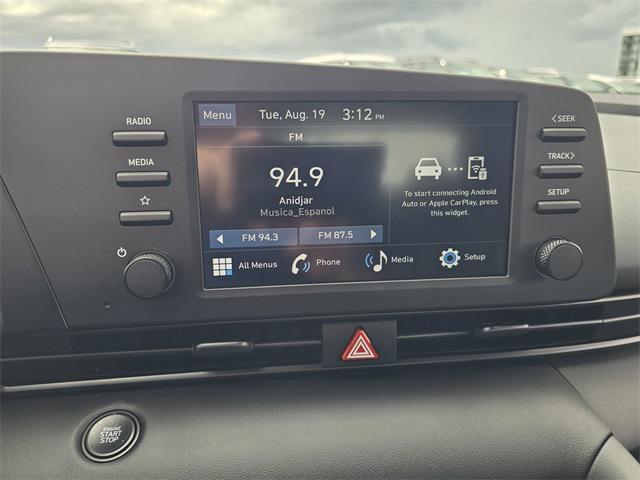 RADIO
MEDIA
Menu
Tue, Aug. 19 3:12 PM
FM
94.9
Anidjar
Musica_Espanol
FM 94.3
FM 87.5
To start connecting Android
Auto or Apple CarPlay, press
this widget.
All Menus
Phone
Media
Setup
<SEEK
TRACK>
SETUP
ENGINE
START
STOP